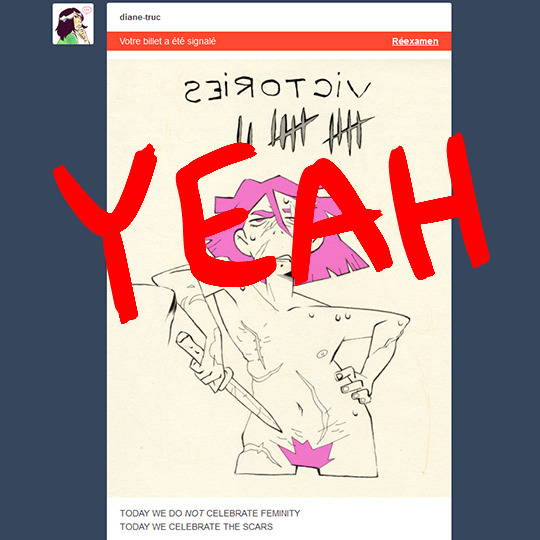 diane-truc
Votre billet a été signalé Réexamen
VICTORIES
YEAH
TODAY WE DO NOT CELEBRATE FEMINITY
TODAY WE CELEBRATE THE SCARS